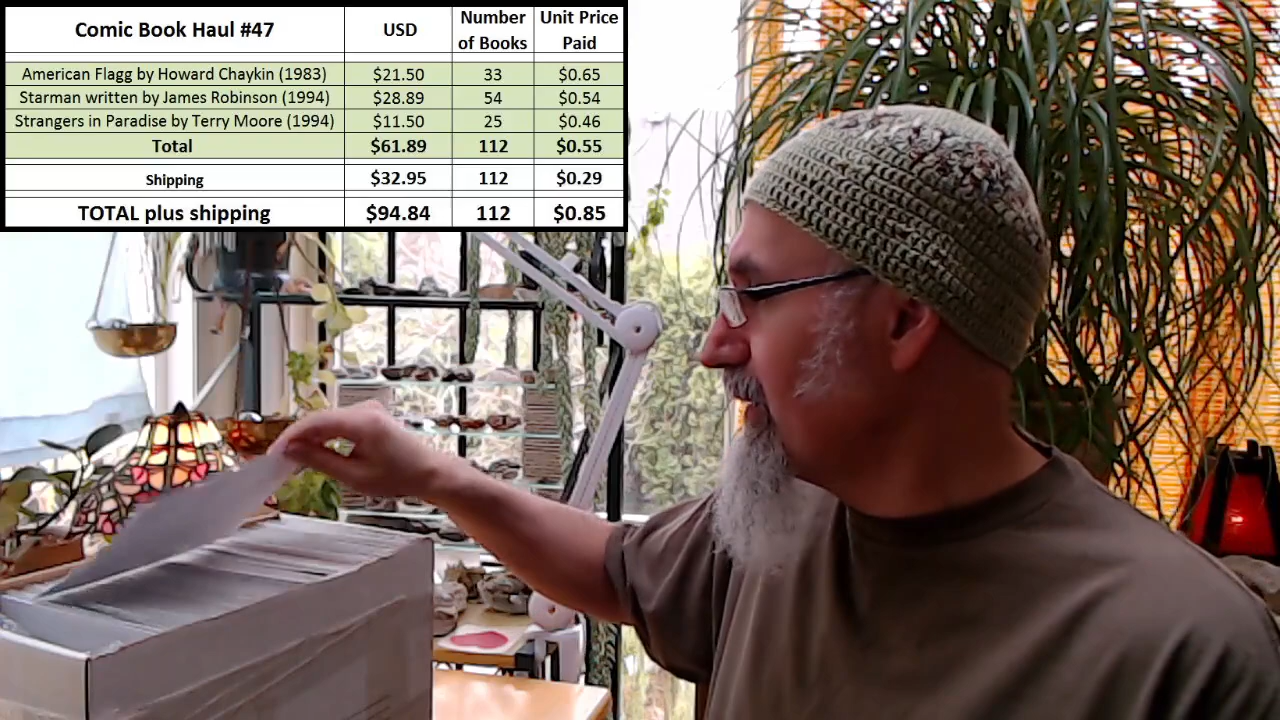 Comic Book Haul #47 USD Number of Books Unit Price Paid
American Flagg by Howard Chaykin (1983) $21.50 33 $0.65
Starman written by James Robinson (1994) $28.89 54 $0.54
Strangers in Paradise by Terry Moore (1994) $11.50 25 $0.46
Total $61.89 112 $0.55
Shipping $32.95 112 $0.29
TOTAL plus shipping $94.84 112 $0.85